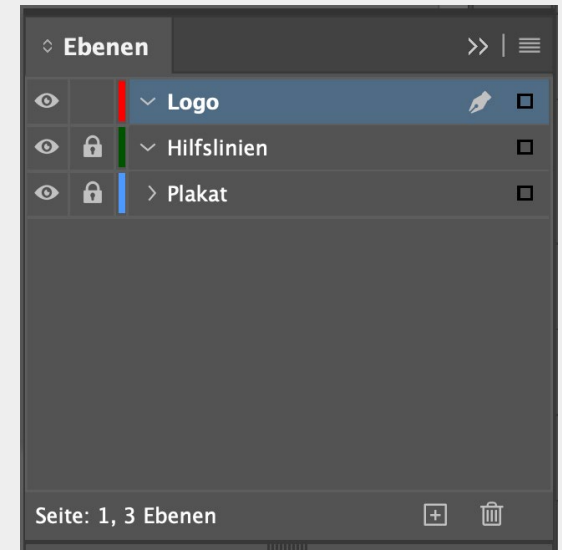 Ebenen
Logo
Hilfslinien
Plakat
Seite: 1, 3 Ebenen